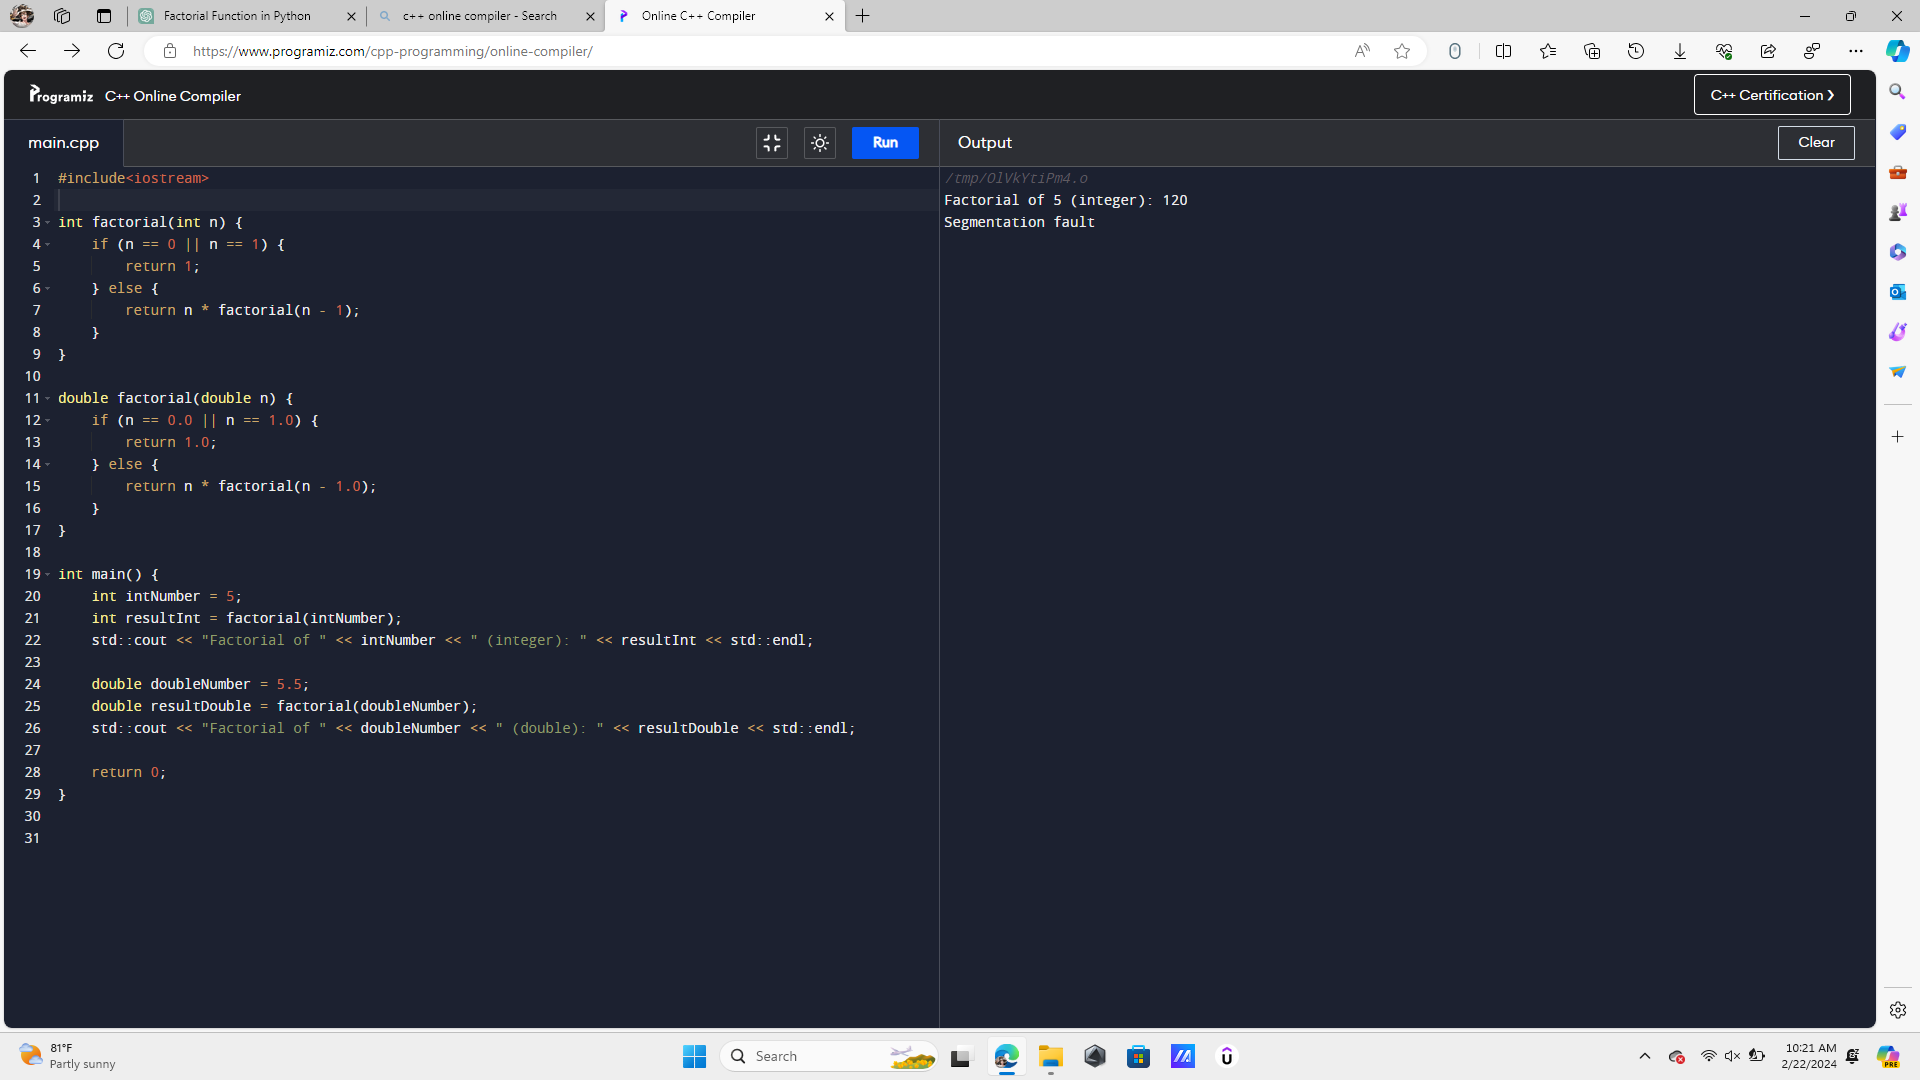 Factorial Function in Python
c++ online compiler - Search
Online C++ Compiler
https://www.programiz.com/cpp-programming/online-compiler/
Programiz C++ Online Compiler
C++ Certification ❯
main.cpp
Run
Output
Clear
1 #include<iostream>
2
3 int factorial(int n) {
4     if (n == 0 || n == 1) {
5         return 1;
6     } else {
7         return n * factorial(n - 1);
8     }
9 }
10
11 double factorial(double n) {
12     if (n == 0.0 || n == 1.0) {
13         return 1.0;
14     } else {
15         return n * factorial(n - 1.0);
16     }
17 }
18
19 int main() {
20     int intNumber = 5;
21     int resultInt = factorial(intNumber);
22     std::cout << "Factorial of " << intNumber << " (integer): " << resultInt << std::endl;
23
24     double doubleNumber = 5.5;
25     double resultDouble = factorial(doubleNumber);
26     std::cout << "Factorial of " << doubleNumber << " (double): " << resultDouble << std::endl;
27
28     return 0;
29 }
30
31
/tmp/OlVkYtiPm4.o
Factorial of 5 (integer): 120
Segmentation fault
81°F
Partly sunny
Search
10:21 AM
2/22/2024
PRE